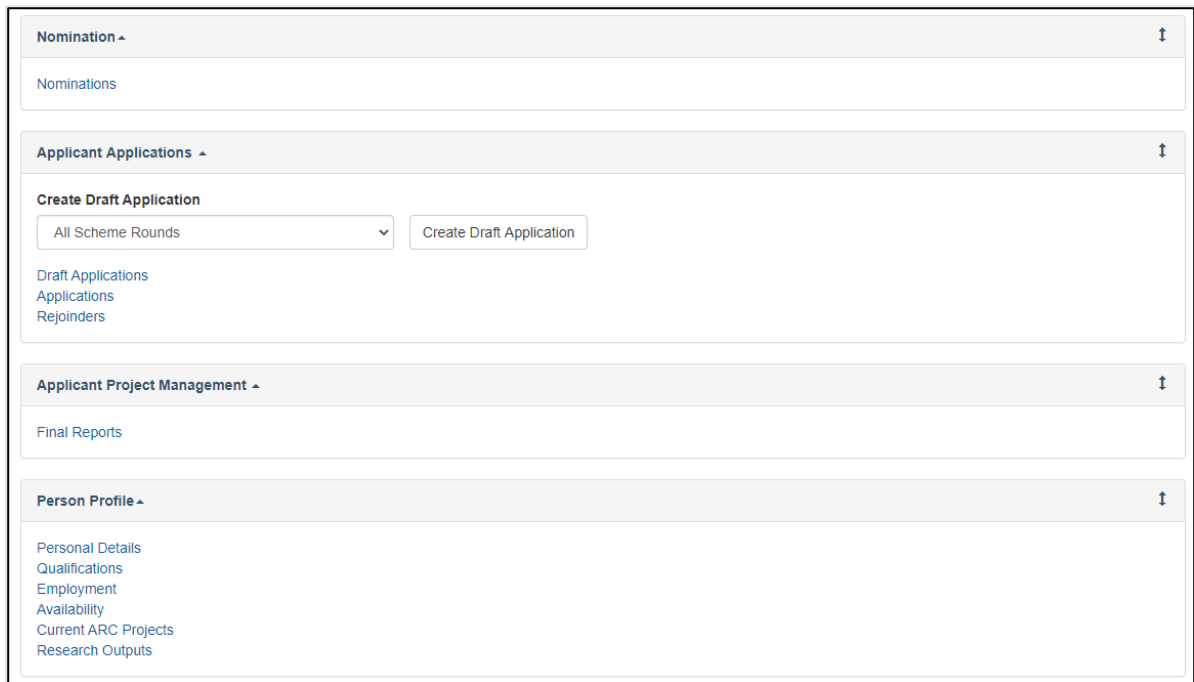 Nomination
Nominations
Applicant Applications
Create Draft Application
All Scheme Rounds Create Draft Application
Draft Applications
Applications
Rejoinders
Applicant Project Management
Final Reports
Person Profile
Personal Details
Qualifications
Employment
Availability
Current ARC Projects
Research Outputs